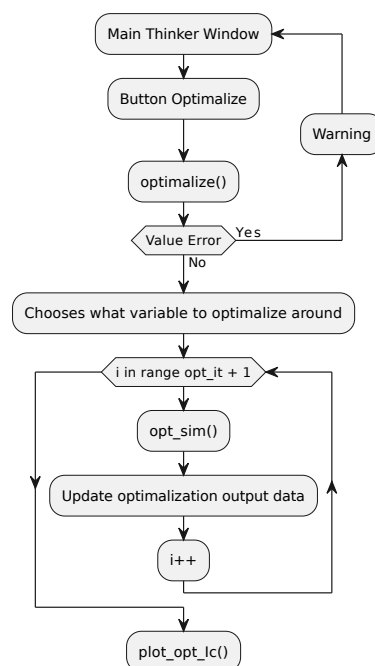 Main Thinker Window
Button Optimalize
Warning
optimalize()
Value Error
Yes
No
Chooses what variable to optimalize around
i in range opt_it + 1
opt_sim()
Update optimalization output data
i++
plot_opt_lc()